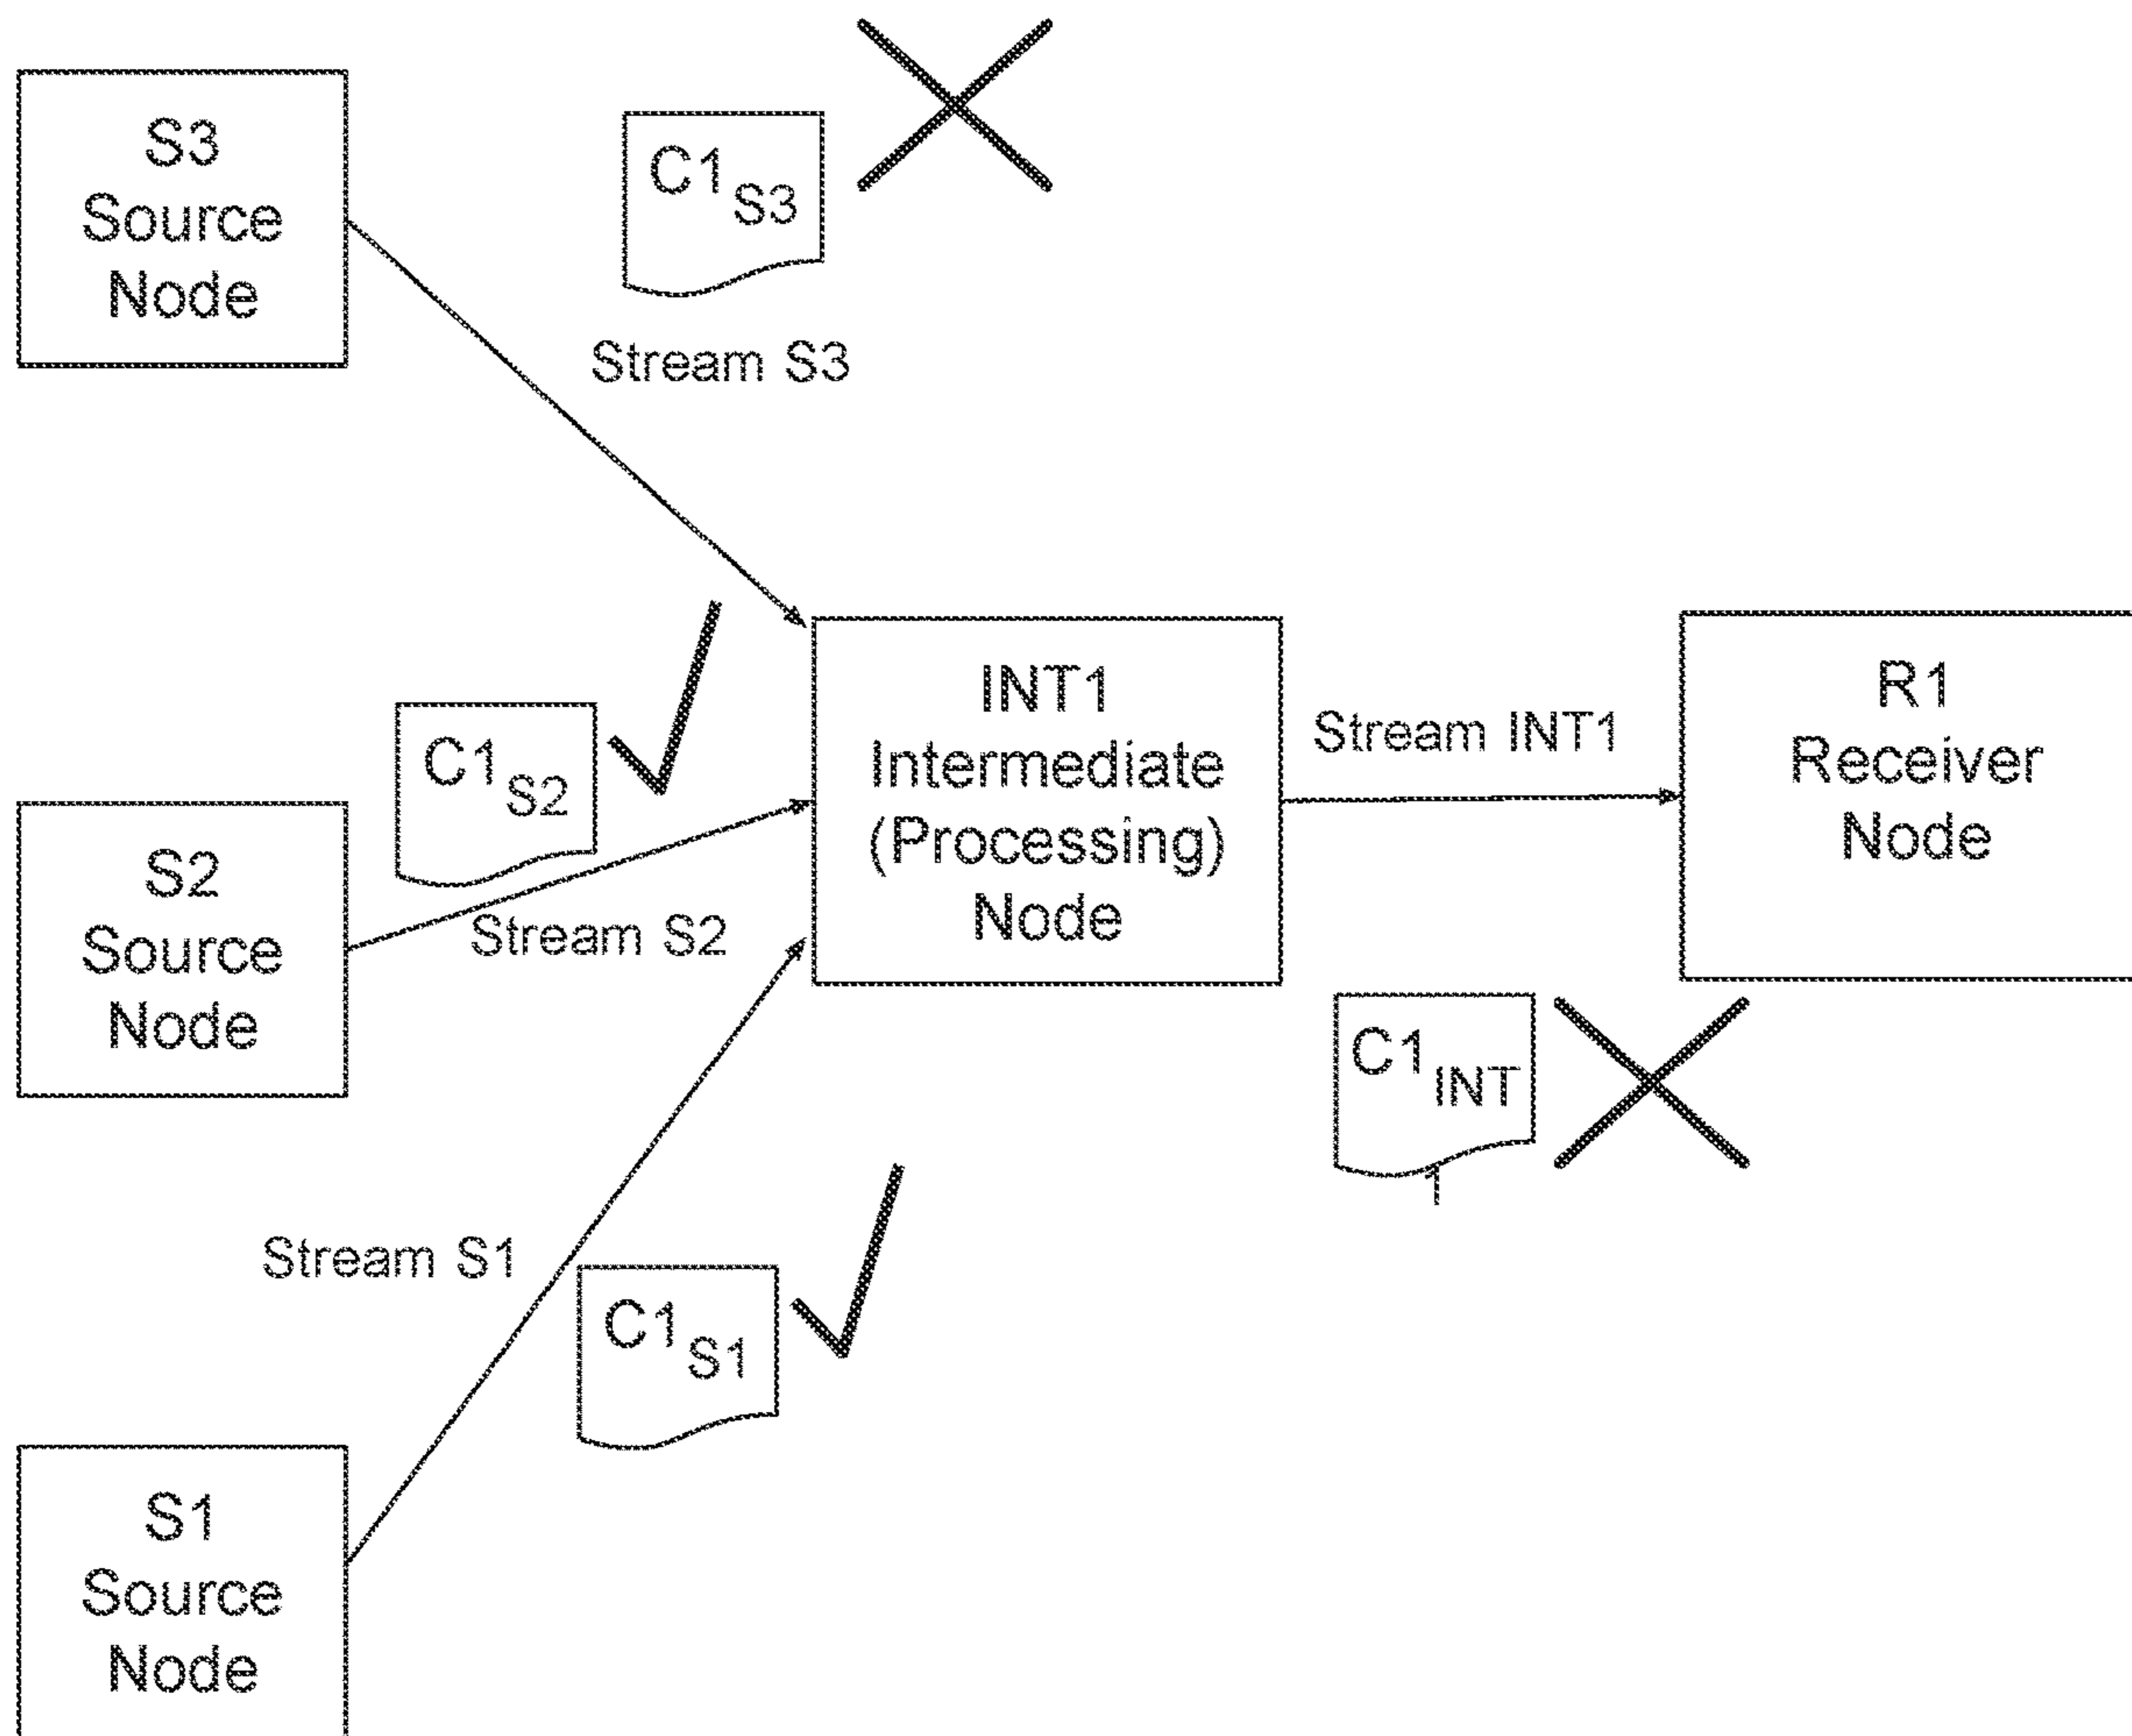 S3
Source
Node
C1S3
Stream S3
C1S2
S2
Source
Node
Stream S2
INT1
Intermediate
(Processing)
Node
Stream INT1
R1
Receiver
Node
C1INT
1
Stream S1
C1S1
S1
Source
Node